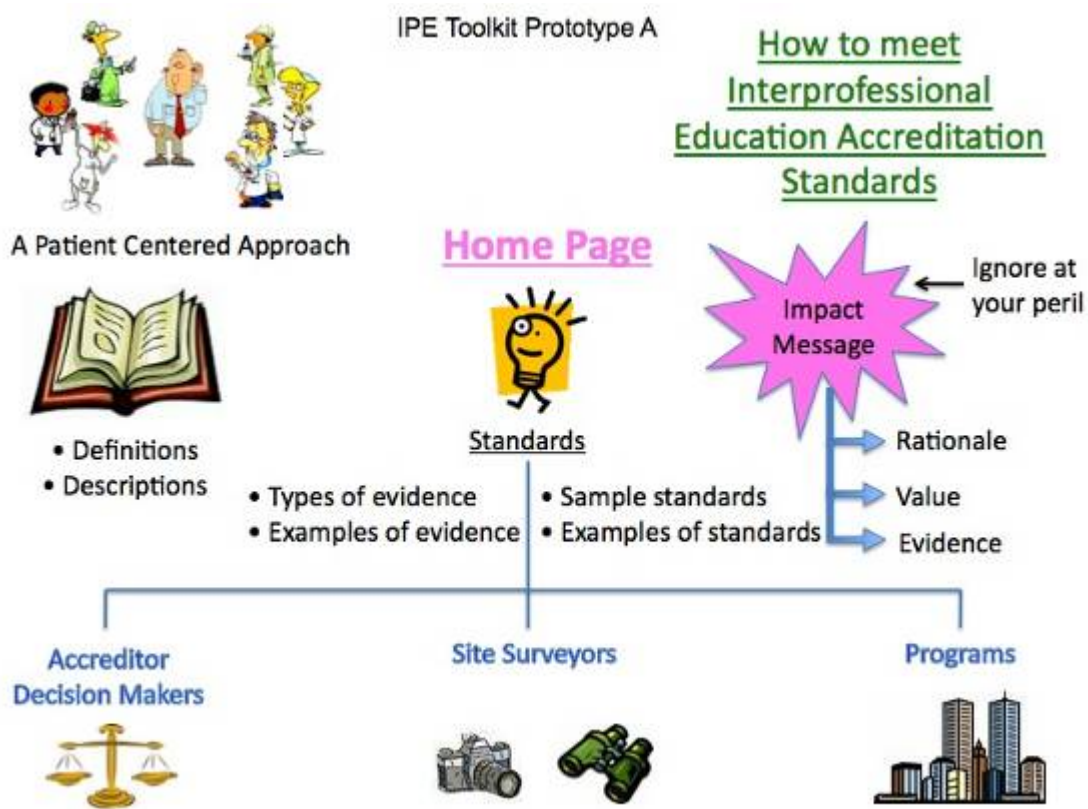 IPE Toolkit Prototype A
How to meet
Interprofessional
Education Accreditation
Standards
A Patient Centered Approach
Home Page
Impact
Message
Ignore at
your peril
• Definitions
• Descriptions
Standards
• Types of evidence
• Examples of evidence
• Sample standards
• Examples of standards
Rationale
Value
Evidence
Accreditor
Decision Makers
Site Surveyors
Programs